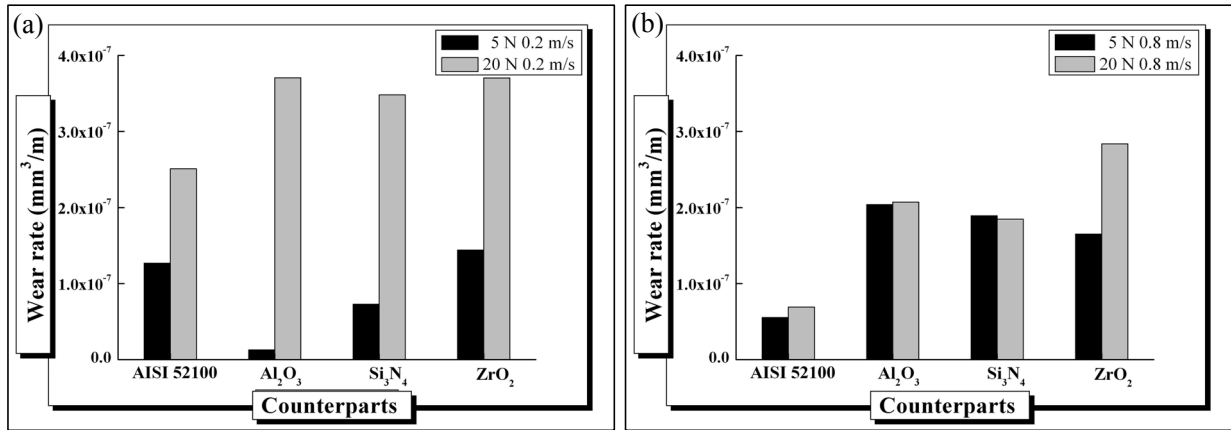 (a)
5 N 0.2 m/s
20 N 0.2 m/s
4.0x10⁻⁷
3.0x10⁻⁷
2.0x10⁻⁷
1.0x10⁻⁷
0.0
Wear rate (mm³/m)
AISI 52100 Al₂O₃ Si₃N₄ ZrO₂
Counterparts
(b)
5 N 0.8 m/s
20 N 0.8 m/s
4.0x10⁻⁷
3.0x10⁻⁷
2.0x10⁻⁷
1.0x10⁻⁷
0.0
Wear rate (mm³/m)
AISI 52100 Al₂O₃ Si₃N₄ ZrO₂
Counterparts